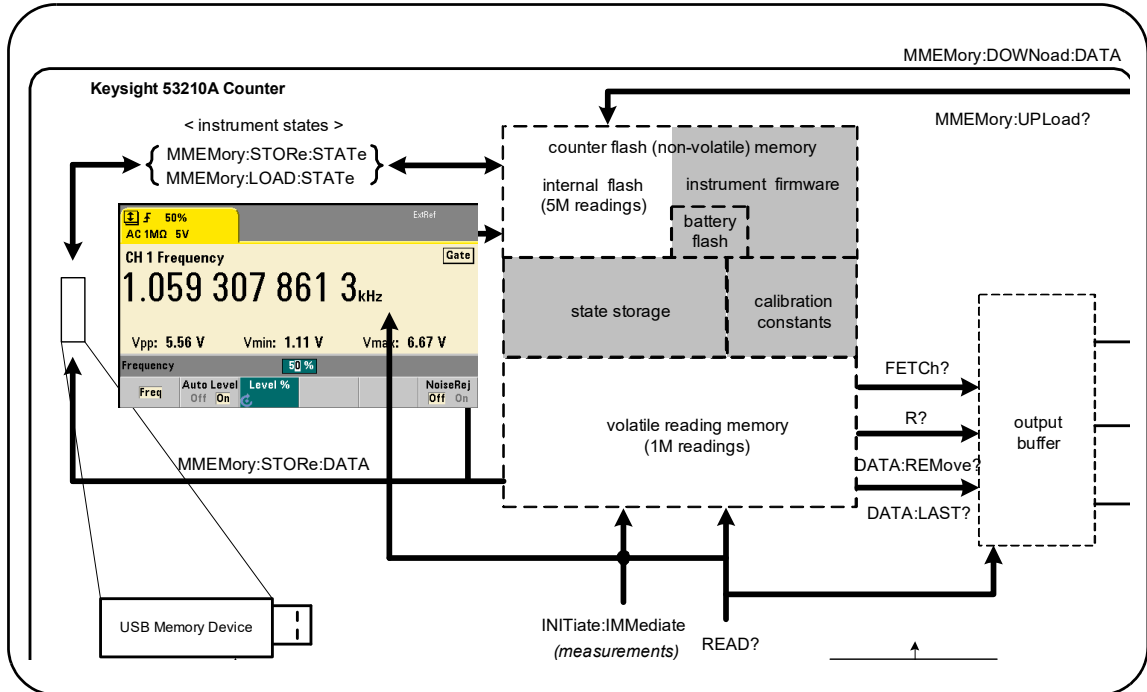 MMEMory:DOWNoad:DATA
Keysight 53210A Counter
MMEMory:UPLoad?
< instrument states >
MMEMory:STORe:STATe
MMEMory:LOAD:STATe
counter flash (non-volatile) memory
internal flash
(5M readings)
instrument firmware
battery
flash
state storage
calibration
constants
50%
ExtRef
AC 1MΩ 5V
CH 1 Frequency
Gate
1.059 307 861 3kHz
Vpp: 5.56 V Vmin: 1.11 V Vmax: 6.67 V
Frequency
50 %
Freq
Auto Level
Off On
Level %
NoiseRej
Off On
volatile reading memory
(1M readings)
FETCh?
R?
DATA:REMove?
DATA:LAST?
output
buffer
MMEMory:STORe:DATA
USB Memory Device
INITiate:IMMediate
(measurements)
READ?